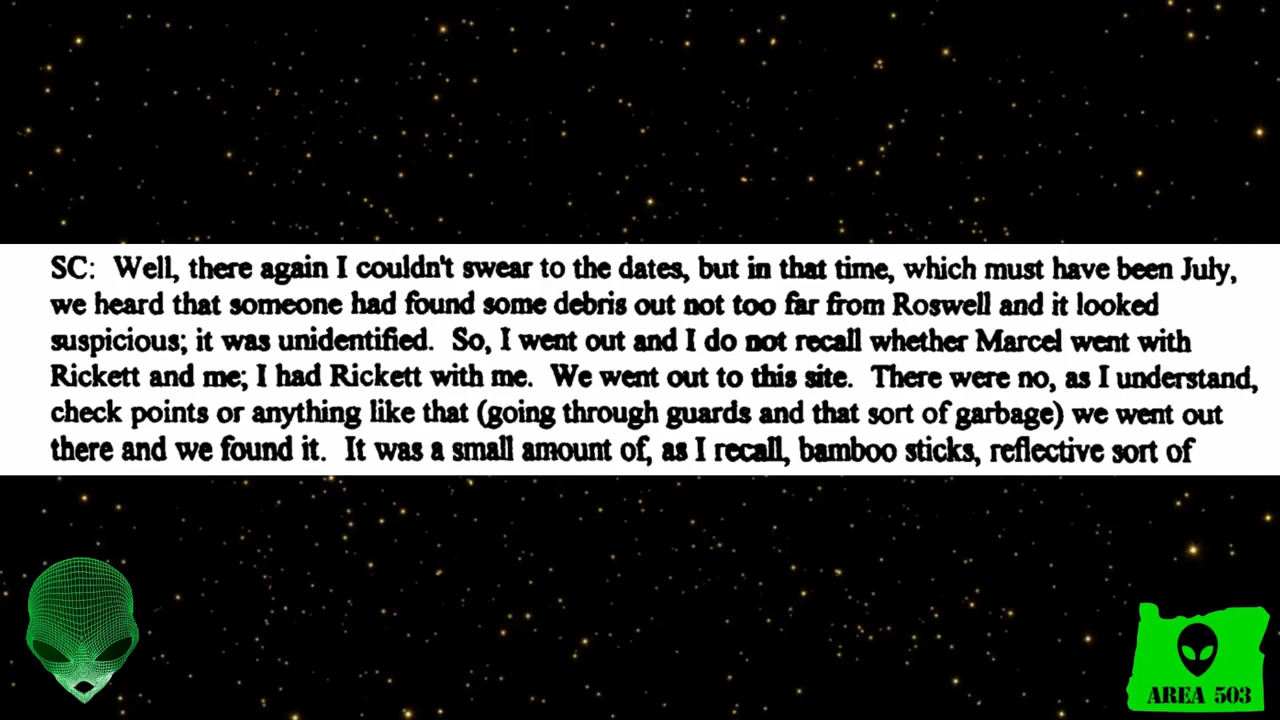 SC: Well, there again I couldn't swear to the dates, but in that time, which must have been July,
we heard that someone had found some debris out not too far from Roswell and it looked
suspicious; it was unidentified. So, I went out and I do not recall whether Marcel went with
Rickett and me; I had Rickett with me. We went out to this site. There were no, as I understand,
check points or anything like that (going through guards and that sort of garbage) we went out
there and we found it. It was a small amount of, as I recall, bamboo sticks, reflective sort of
AREA 503